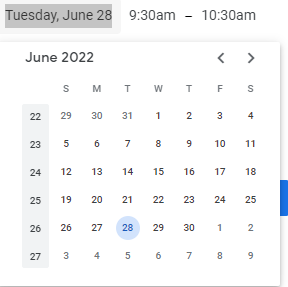 Tuesday, June 28 9:30am – 10:30am
June 2022
S M T W T F S
22 29 30 31 1 2 3 4
23 5 6 7 8 9 10 11
24 12 13 14 15 16 17 18
25 19 20 21 22 23 24 25
26 26 27 28 29 30 1 2
27 3 4 5 6 7 8 9